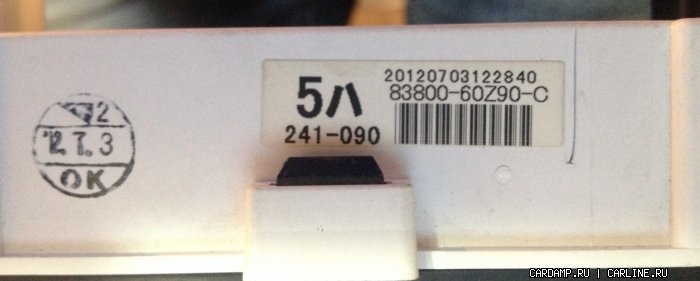 20120703122840
5ハ
83800-60Z90-C
241-090
2
'12.7.3
OK
CARDAMP.RU | CARLINE.RU